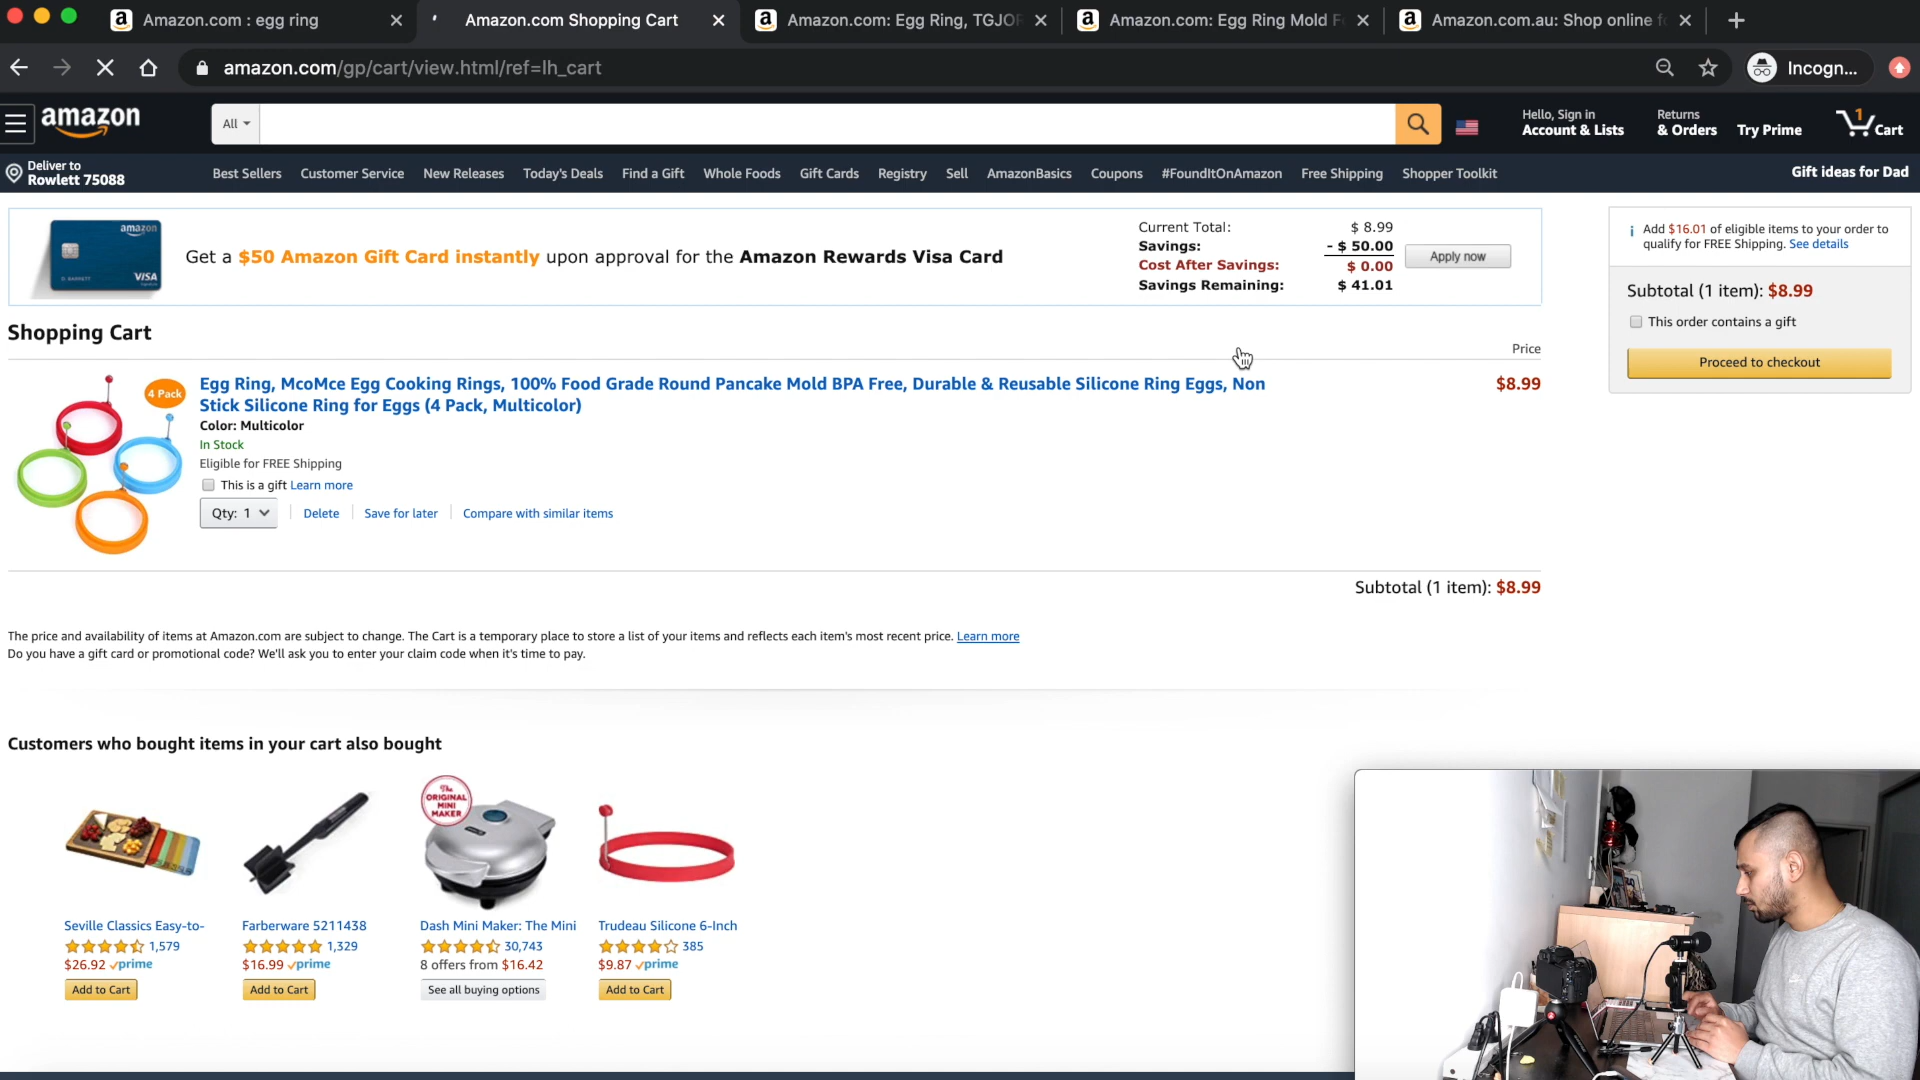 Amazon.com : egg ring
Amazon.com Shopping Cart
Amazon.com: Egg Ring, TGJOR
Amazon.com: Egg Ring Mold F
Amazon.com.au: Shop online f
amazon.com/gp/cart/view.html/ref=lh_cart
Incogn...
amazon
All
Hello, Sign in
Account & Lists
Returns
& Orders
Try Prime
1
Cart
Deliver to
Rowlett 75088
Best Sellers
Customer Service
New Releases
Today's Deals
Find a Gift
Whole Foods
Gift Cards
Registry
Sell
AmazonBasics
Coupons
#FoundItOnAmazon
Free Shipping
Shopper Toolkit
Gift ideas for Dad
amazon
VISA
Get a $50 Amazon Gift Card instantly upon approval for the Amazon Rewards Visa Card
Current Total: $ 8.99
Savings: - $ 50.00
Cost After Savings: $ 0.00
Savings Remaining: $ 41.01
Apply now
Add $16.01 of eligible items to your order to
qualify for FREE Shipping. See details
Subtotal (1 item): $8.99
This order contains a gift
Proceed to checkout
Shopping Cart
Price
4 Pack
Egg Ring, McoMce Egg Cooking Rings, 100% Food Grade Round Pancake Mold BPA Free, Durable & Reusable Silicone Ring Eggs, Non
Stick Silicone Ring for Eggs (4 Pack, Multicolor)
$8.99
Color: Multicolor
In Stock
Eligible for FREE Shipping
This is a gift Learn more
Qty: 1
Delete
Save for later
Compare with similar items
Subtotal (1 item): $8.99
The price and availability of items at Amazon.com are subject to change. The Cart is a temporary place to store a list of your items and reflects each item's most recent price. Learn more
Do you have a gift card or promotional code? We'll ask you to enter your claim code when it's time to pay.
Customers who bought items in your cart also bought
The
ORIGINAL
MINI
MAKER
Seville Classics Easy-to-
1,579
$26.92 prime
Add to Cart
Farberware 5211438
1,329
$16.99 prime
Add to Cart
Dash Mini Maker: The Mini
30,743
8 offers from $16.42
See all buying options
Trudeau Silicone 6-Inch
385
$9.87 prime
Add to Cart